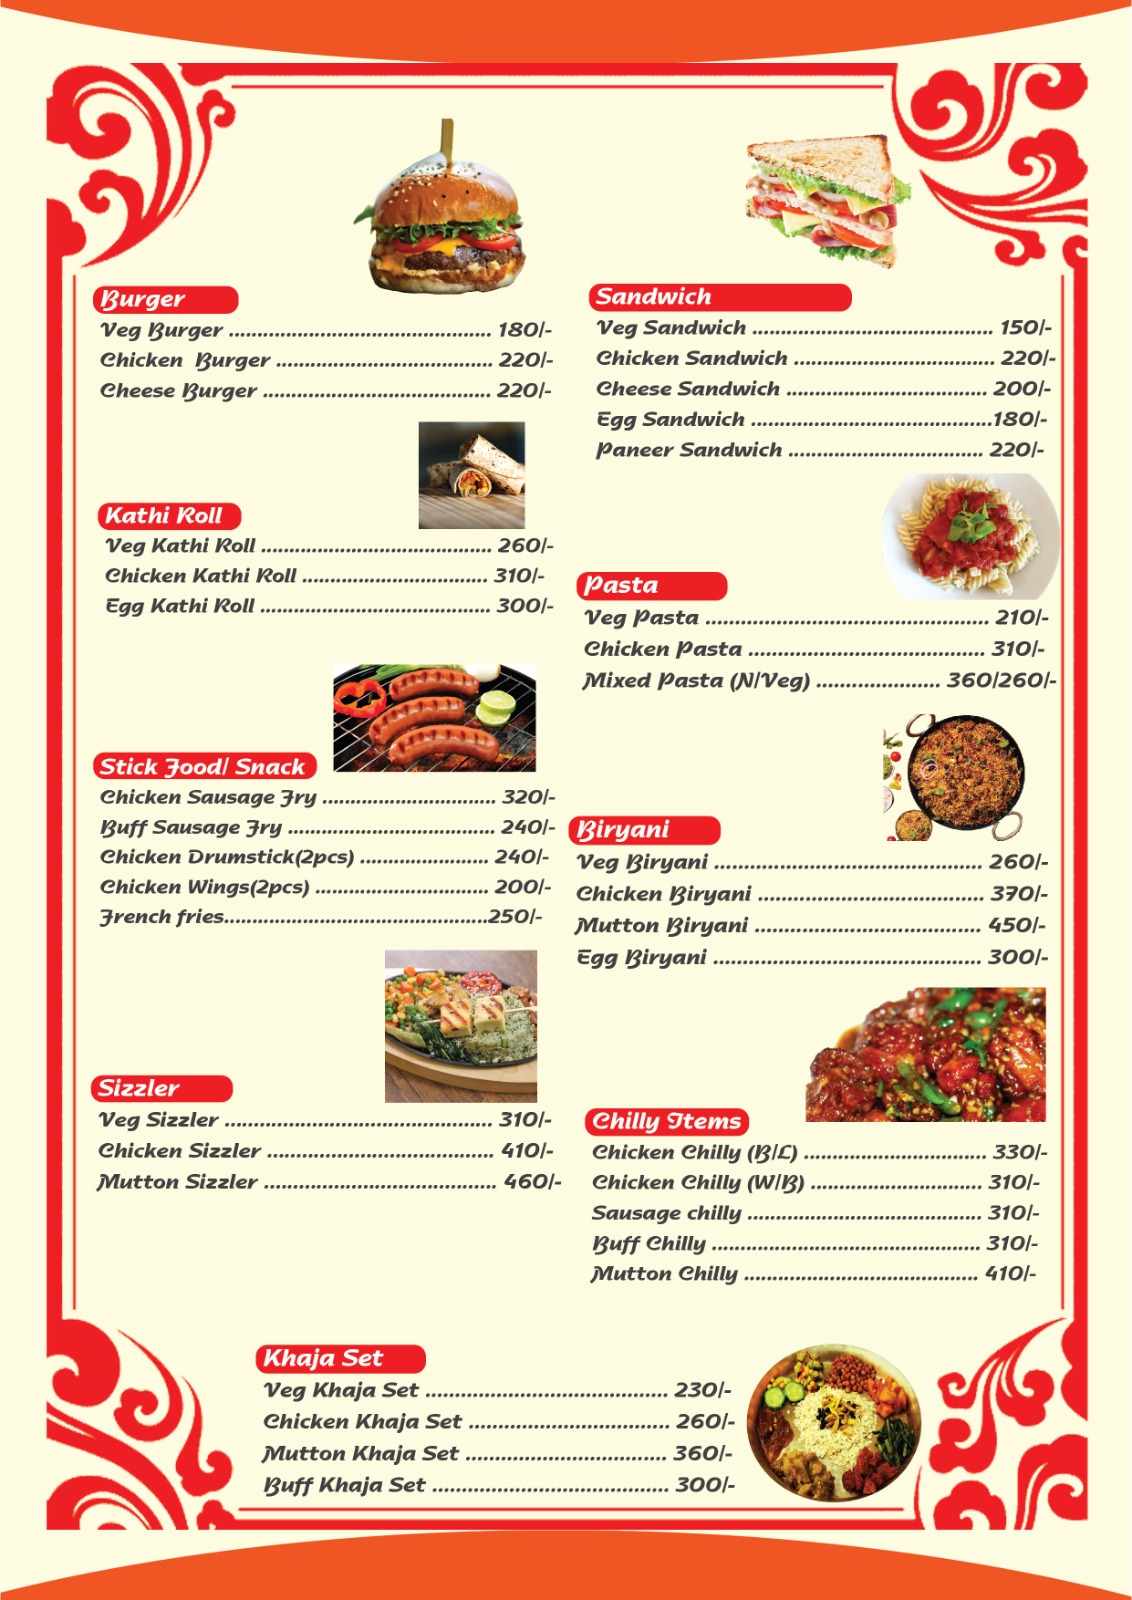 Burger
Veg Burger .............................................. 180/-
Chicken Burger ...................................... 220/-
Cheese Burger ........................................ 220/-
Kathi Roll
Veg Kathi Roll ........................................ 260/-
Chicken Kathi Roll ................................ 310/-
Egg Kathi Roll ........................................ 300/-
Stick Food/ Snack
Chicken Sausage Fry .............................. 320/-
Buff Sausage Fry .................................... 240/-
Chicken Drumstick(2pcs) ...................... 240/-
Chicken Wings(2pcs) .............................. 200/-
French fries..............................................250/-
Sizzler
Veg Sizzler ............................................... 310/-
Chicken Sizzler ........................................ 410/-
Mutton Sizzler ......................................... 460/-
Sandwich
Veg Sandwich .......................................... 150/-
Chicken Sandwich ................................... 220/-
Cheese Sandwich ................................... 200/-
Egg Sandwich ..........................................180/-
Paneer Sandwich .................................. 220/-
Pasta
Veg Pasta ................................................. 210/-
Chicken Pasta ......................................... 310/-
Mixed Pasta (N/Veg) ..................... 360/260/-
Biryani
Veg Biryani ............................................... 260/-
Chicken Biryani ....................................... 370/-
Mutton Biryani ....................................... 450/-
Egg Biryani ............................................... 300/-
Chilly Items
Chicken Chilly (B/L) ................................ 330/-
Chicken Chilly (W/B) .............................. 310/-
Sausage chilly ......................................... 310/-
Buff Chilly ............................................... 310/-
Mutton Chilly ......................................... 410/-
Khaja Set
Veg Khaja Set .......................................... 230/-
Chicken Khaja Set ................................... 260/-
Mutton Khaja Set ................................... 360/-
Buff Khaja Set ......................................... 300/-